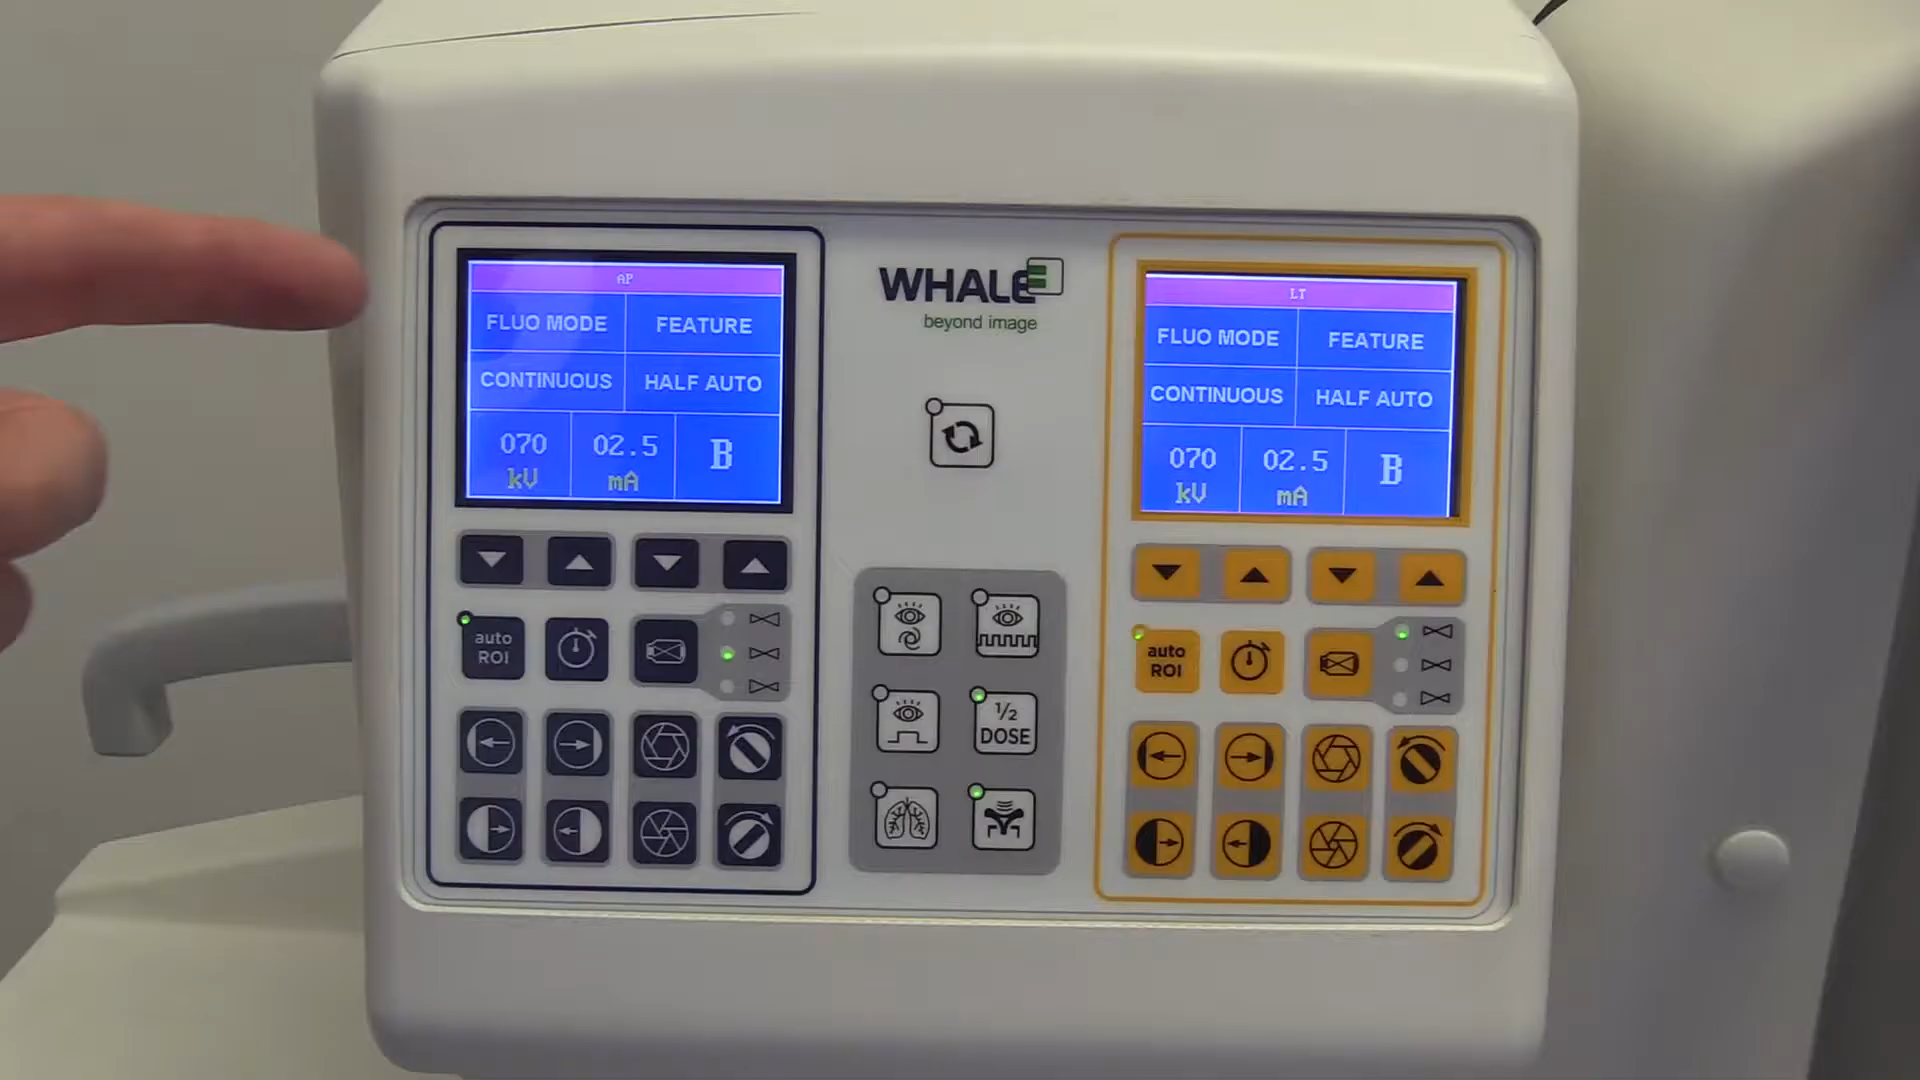 AP
FLUO MODE FEATURE
CONTINUOUS HALF AUTO
070 02.5 B
kV mA
auto
ROI
WHALE
beyond image
1/2
DOSE
LT
FLUO MODE FEATURE
CONTINUOUS HALF AUTO
070 02.5 B
kV mA
auto
ROI